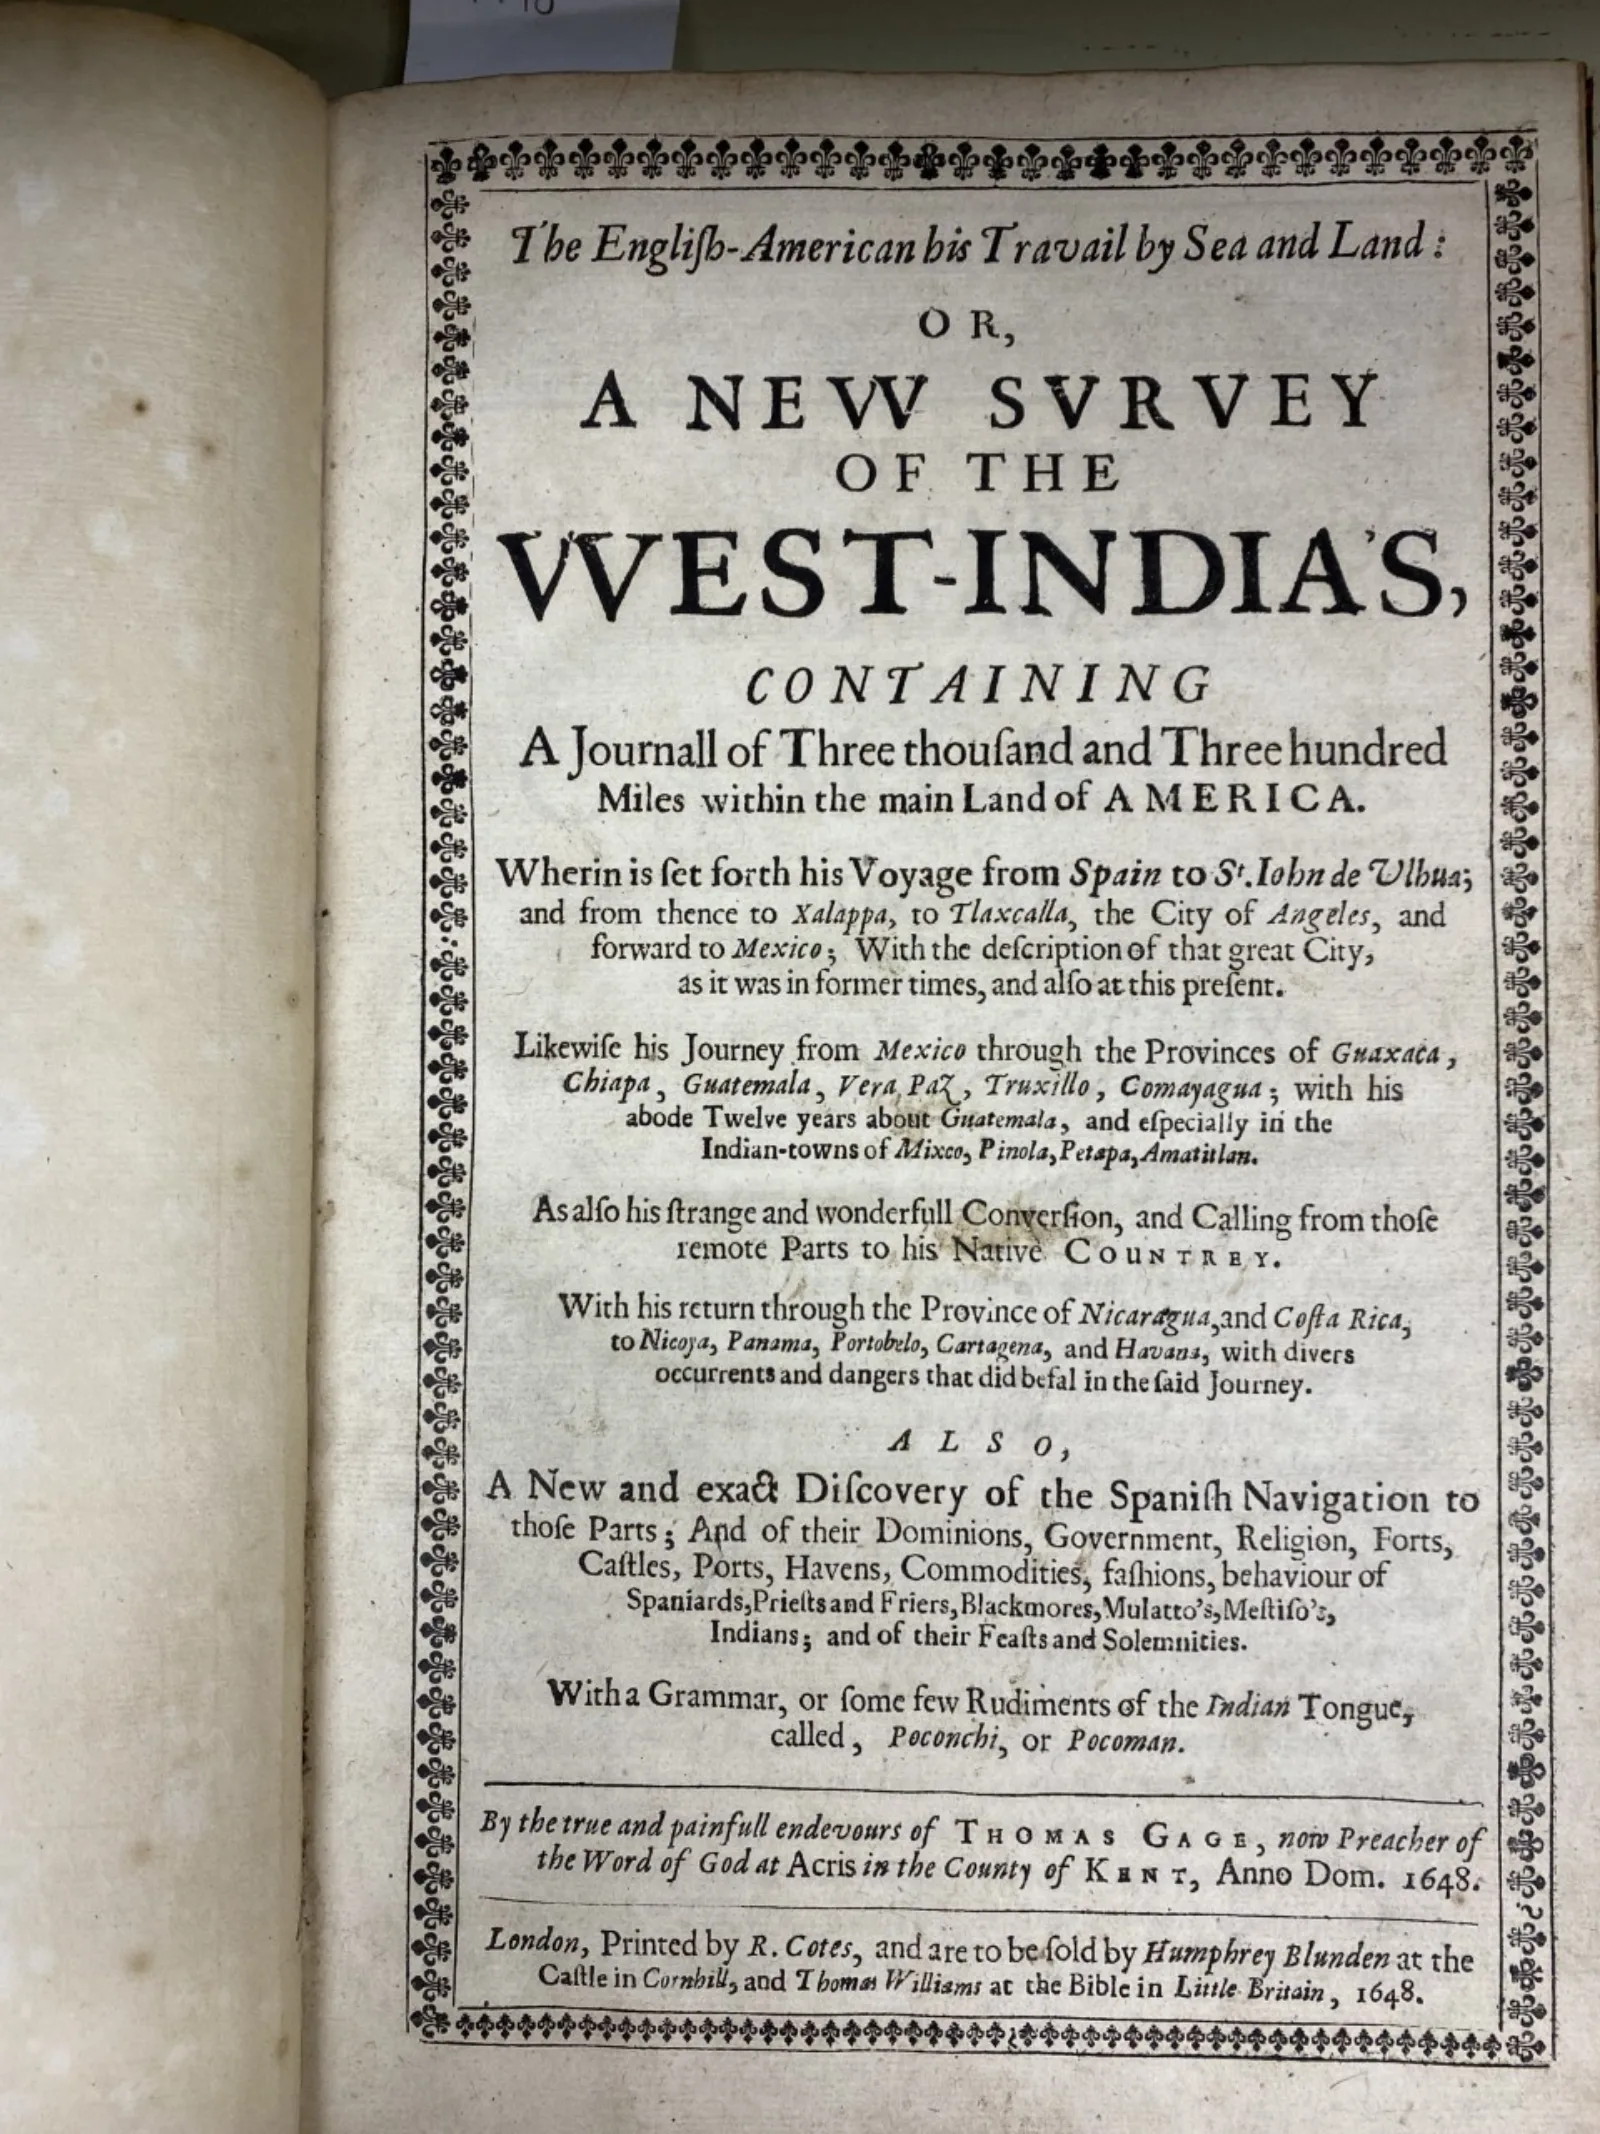 The Engliſh-American his Travail by Sea and Land:
OR,
A NEW SVRVEY
OF THE
WEST-INDIA'S,
CONTAINING
A Journall of Three thouſand and Three hundred
Miles within the main Land of AMERICA.
Wherin is ſet forth his Voyage from Spain to St. Iohn de Ulhua;
and from thence to Xalappa, to Tlaxcalla, the City of Angeles, and
forward to Mexico; With the deſcription of that great City,
as it was in former times, and alſo at this preſent.
Likewiſe his Journey from Mexico through the Provinces of Guaxaca,
Chiapa, Guatemala, Vera Paz, Truxillo, Comayagua; with his
abode Twelve years about Guatemala, and eſpecially in the
Indian-towns of Mixco, Pinola, Petapa, Amatitlan.
As alſo his ſtrange and wonderfull Converſion, and Calling from thoſe
remote Parts to his Native COUNTREY.
With his return through the Province of Nicaragua, and Coſta Rica,
to Nicoya, Panama, Portobelo, Cartagena, and Havana, with divers
occurrents and dangers that did befal in the ſaid Journey.
ALSO,
A New and exact Diſcovery of the Spaniſh Navigation to
thoſe Parts; And of their Dominions, Government, Religion, Forts,
Caſtles, Ports, Havens, Commodities, faſhions, behaviour of
Spaniards, Prieſts and Friers, Blackmores, Mulatto's, Meſtiſo's,
Indians; and of their Feaſts and Solemnities.
With a Grammar, or ſome few Rudiments of the Indian Tongue,
called, Poconchi, or Pocoman.
By the true and painfull endevours of THOMAS GAGE, now Preacher of
the Word of God at Acris in the County of KENT, Anno Dom. 1648.
London, Printed by R. Cotes, and are to be ſold by Humphrey Blunden at the
Caſtle in Cornhill, and Thomas Williams at the Bible in Little Britain, 1648.